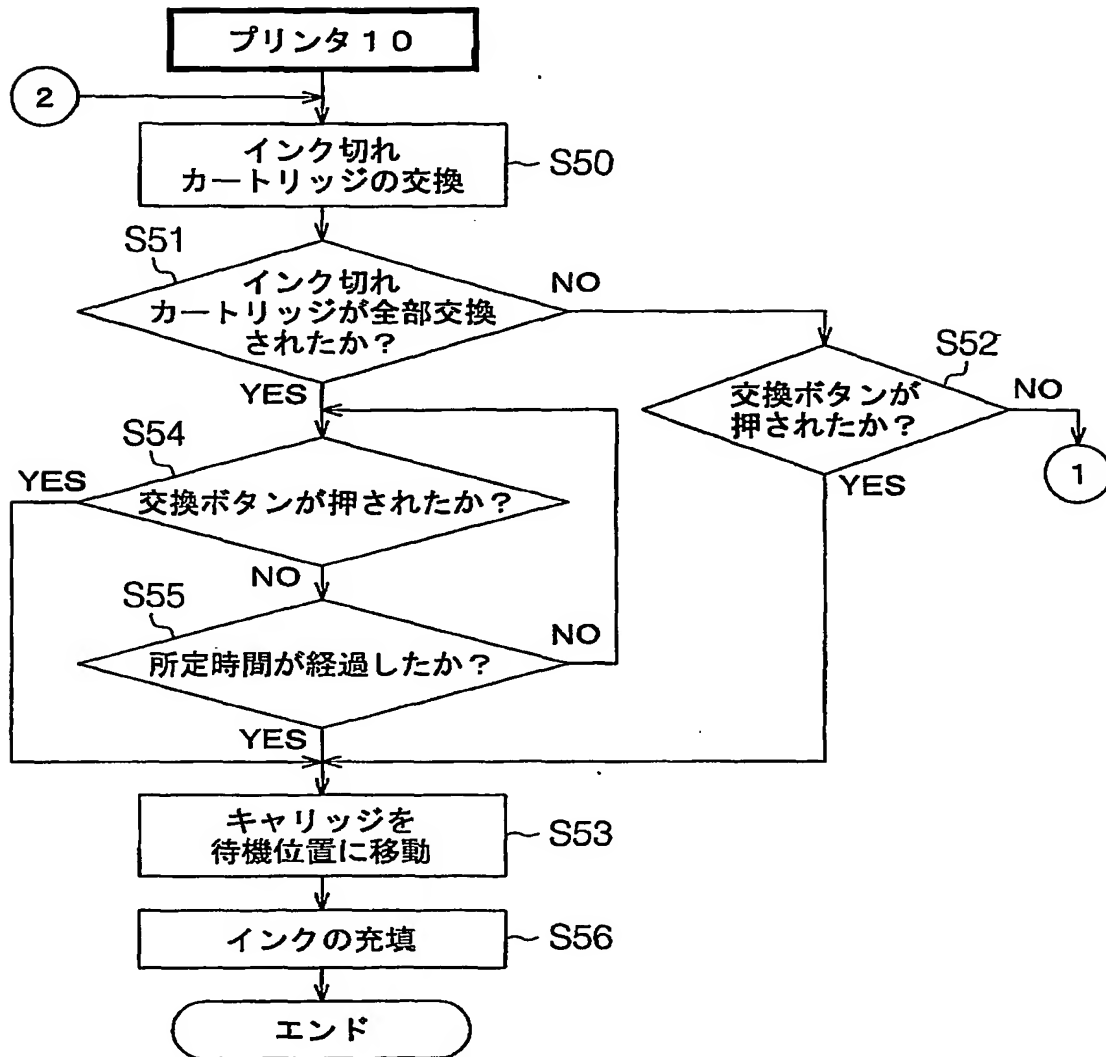 プリンタ10
2
インク切れ
カートリッジの交換
S50
S51
インク切れ
カートリッジが全部交換
されたか?
NO
YES
S52
交換ボタンが
押されたか?
NO
YES
1
S54
YES
交換ボタンが押されたか?
NO
S55
所定時間が経過したか?
NO
YES
キャリッジを
待機位置に移動
S53
インクの充填
S56
エンド